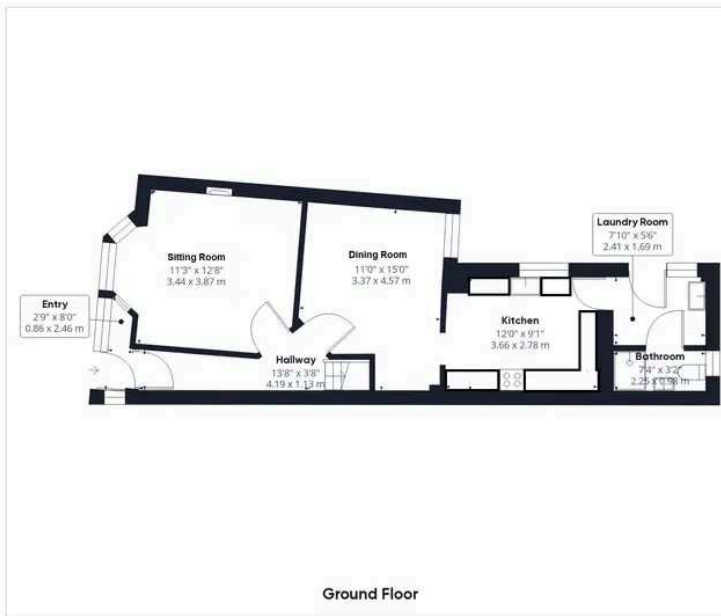 Sitting Room
11'3" x 12'8"
3.44 x 3.87 m
Dining Room
11'0" x 15'0"
3.37 x 4.57 m
Laundry Room
7'10" x 5'6"
2.41 x 1.69 m
Entry
2'9" x 8'0"
0.86 x 2.46 m
Kitchen
12'0" x 9'1"
3.66 x 2.78 m
Hallway
13'8" x 3'8"
4.19 x 1.13 m
Bathroom
7'4" x 3'2"
2.25 x 0.98 m
Ground Floor